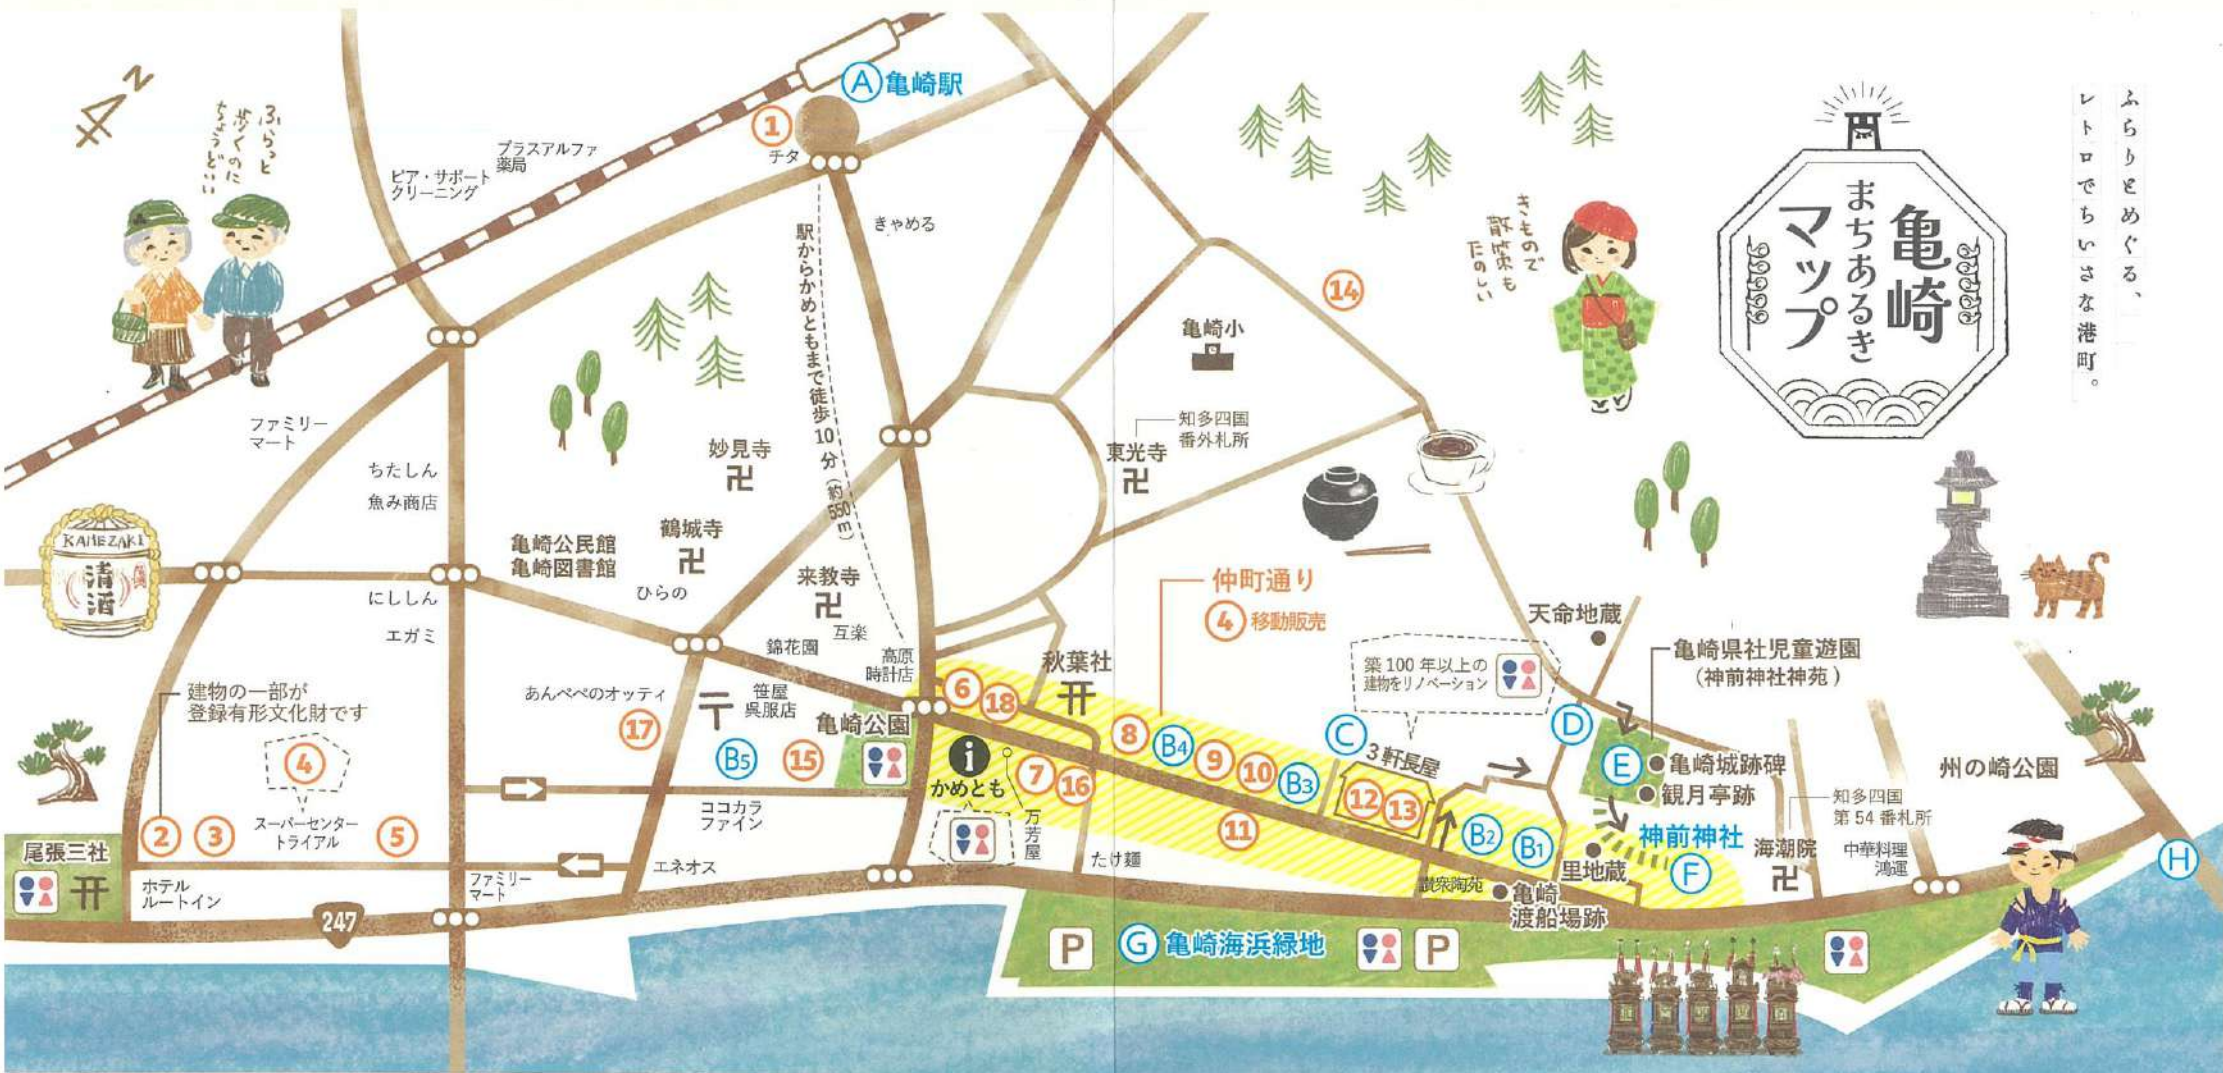 ふらりとめぐる、
レトロでちいさな港町。
亀崎
まちあるき
マップ
N
ふらっと
歩くのに
ちょうどいい
きもので
散策も
たのしい
A 亀崎駅
1
チタ
プラスアルファ
薬局
ピア・サポート
クリーニング
きゃめる
駅からかめともまで徒歩10分(約550m)
14
亀崎小
知多四国
番外札所
東光寺
ファミリー
マート
ちたしん
魚み商店
妙見寺
鶴城寺
亀崎公民館
亀崎図書館
ひらの
来教寺
互楽
錦花園
高原
時計店
KAMEZAKI
清酒
にししん
エガミ
建物の一部が
登録有形文化財です
4
スーパーセンター
トライアル
2
3
5
尾張三社
ホテル
ルートイン
247
ファミリー
マート
エネオス
あんぺぺのオッティ
17
笹屋
呉服店
B5
15
亀崎公園
ココカラ
ファイン
6
18
秋葉社
i
かめとも
7
16
万芳屋
たけ麺
仲町通り
4 移動販売
8
B4
9
10
B3
11
C
3軒長屋
12
13
築100年以上の
建物をリノベーション
天命地蔵
D
亀崎県社児童遊園
(神前神社神苑)
E
亀崎城跡碑
観月亭跡
B2
B1
神前神社
F
里地蔵
讃衆陶苑
亀崎
渡船場跡
海潮院
知多四国
第54番札所
中華料理
鴻運
州の崎公園
H
P
G 亀崎海浜緑地
P